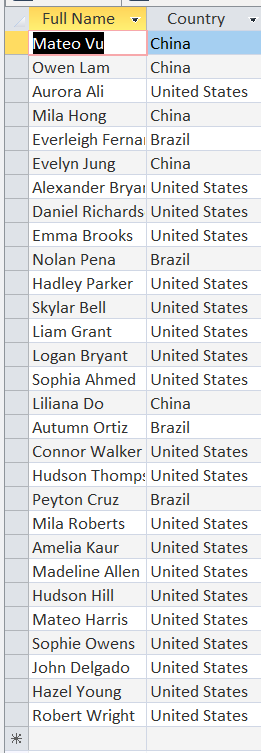 Full Name Country
Mateo Vu China
Owen Lam China
Aurora Ali United States
Mila Hong China
Everleigh Fernar Brazil
Evelyn Jung China
Alexander Bryar United States
Daniel Richards United States
Emma Brooks United States
Nolan Pena Brazil
Hadley Parker United States
Skylar Bell United States
Liam Grant United States
Logan Bryant United States
Sophia Ahmed United States
Liliana Do China
Autumn Ortiz Brazil
Connor Walker United States
Hudson Thomps United States
Peyton Cruz Brazil
Mila Roberts United States
Amelia Kaur United States
Madeline Allen United States
Hudson Hill United States
Mateo Harris United States
Sophie Owens United States
John Delgado United States
Hazel Young United States
Robert Wright United States